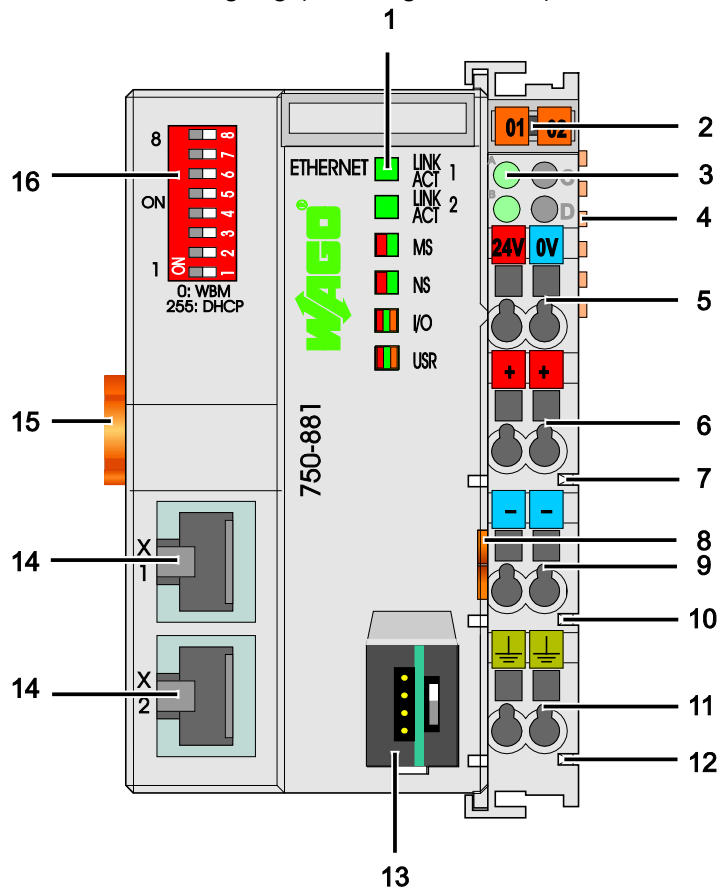 1
01 02
2
8
8
7
6
5
4
3
2
1
ON
16
ON
1
0: WBM
255: DHCP
ETHERNET
LINK
ACT 1
LINK
ACT 2
MS
NS
I/O
USR
WAGO®
750-881
A
C
B
D
3
4
24V 0V
5
+ +
6
7
15
- -
8
9
10
14
X
1
14
X
2
11
12
13